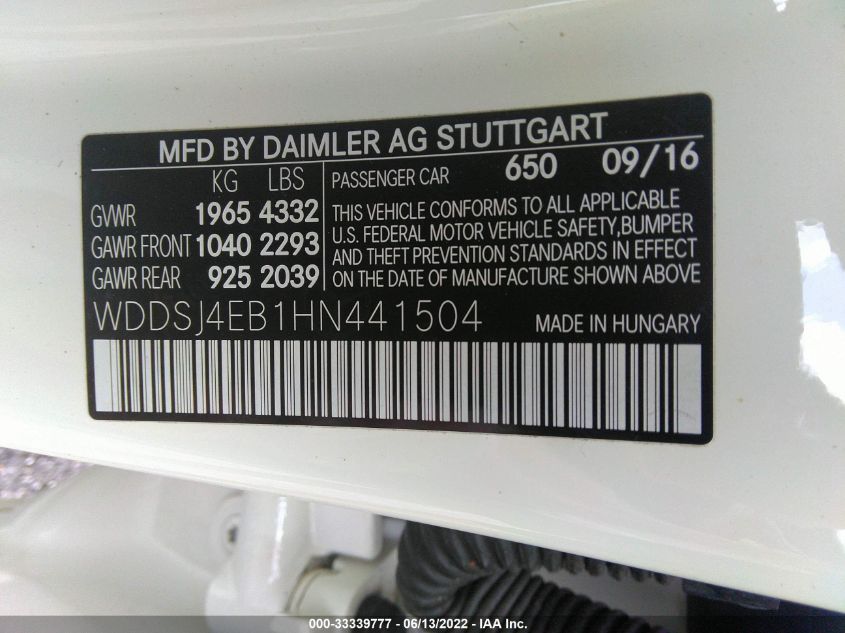 MFD BY DAIMLER AG STUTTGART
KG LBS
GVWR 1965 4332
GAWR FRONT 1040 2293
GAWR REAR 925 2039
PASSENGER CAR 650 09/16
THIS VEHICLE CONFORMS TO ALL APPLICABLE
U.S. FEDERAL MOTOR VEHICLE SAFETY,BUMPER
AND THEFT PREVENTION STANDARDS IN EFFECT
ON THE DATE OF MANUFACTURE SHOWN ABOVE
WDDSJ4EB1HN441504 MADE IN HUNGARY
000-33339777 - 06/13/2022 - IAA Inc.